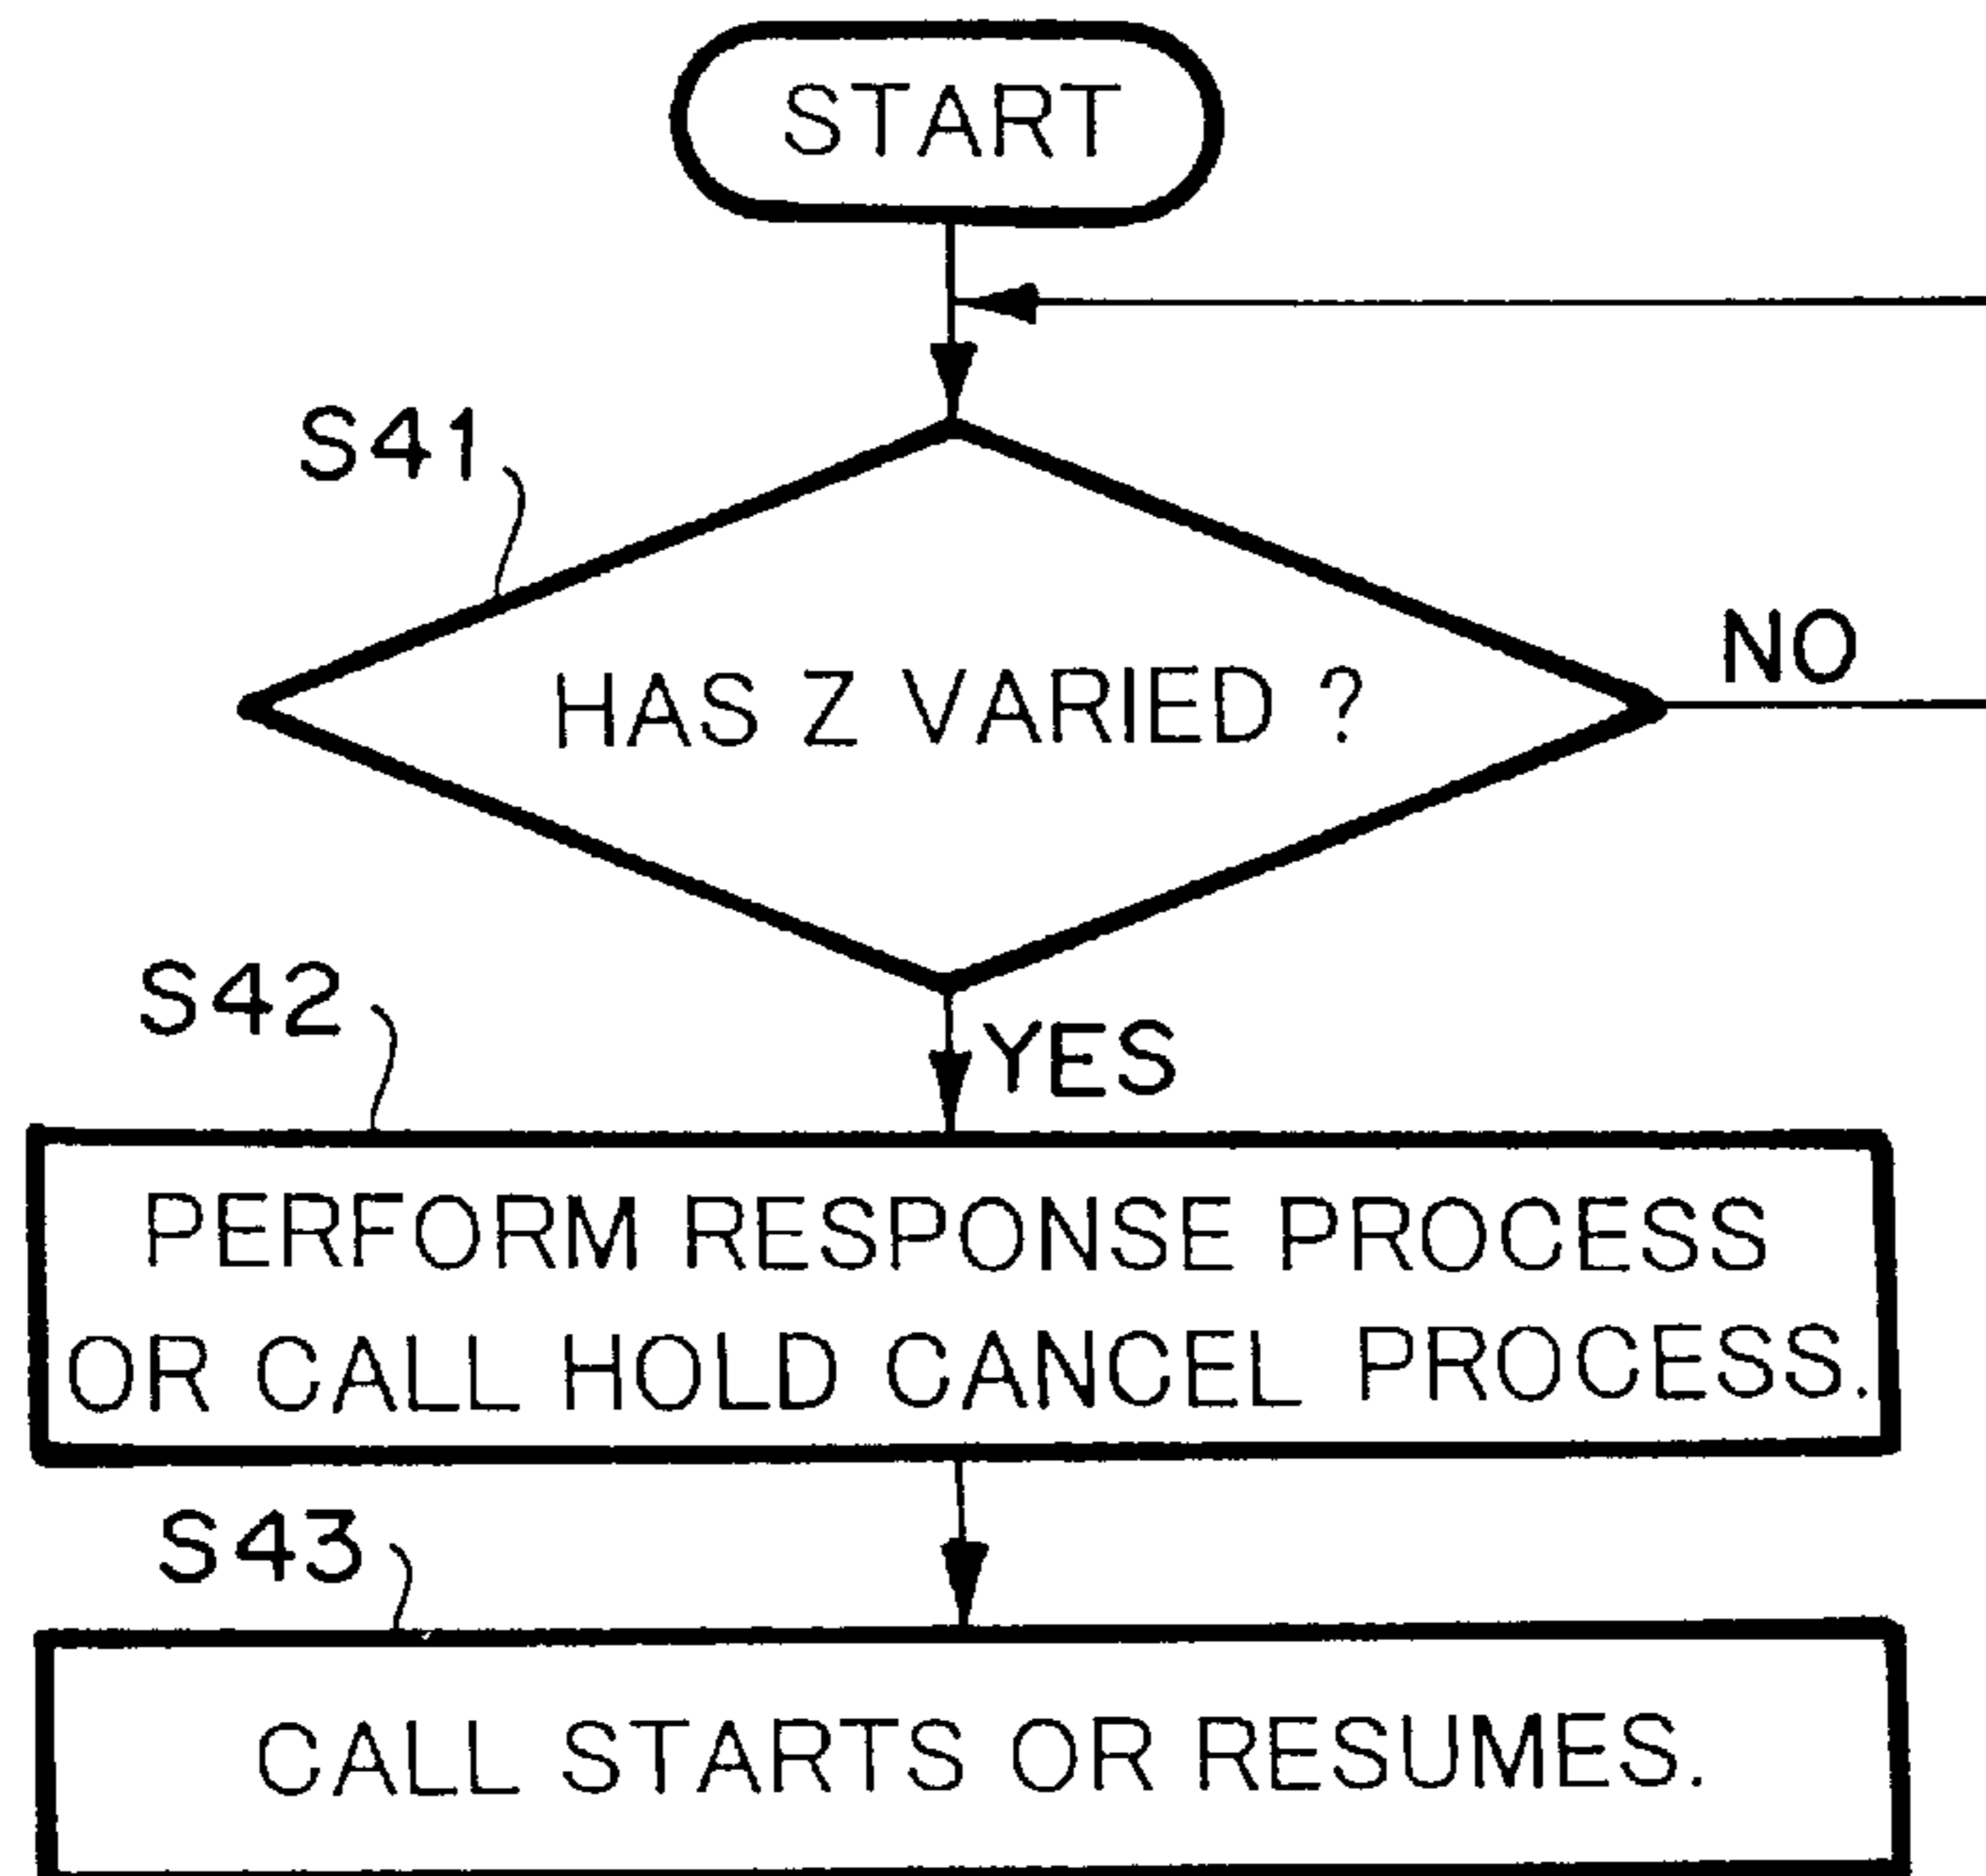 START
S41
HAS Z VARIED ?
NO
S42
YES
PERFORM RESPONSE PROCESS
OR CALL HOLD CANCEL PROCESS.
S43
CALL STARTS OR RESUMES.